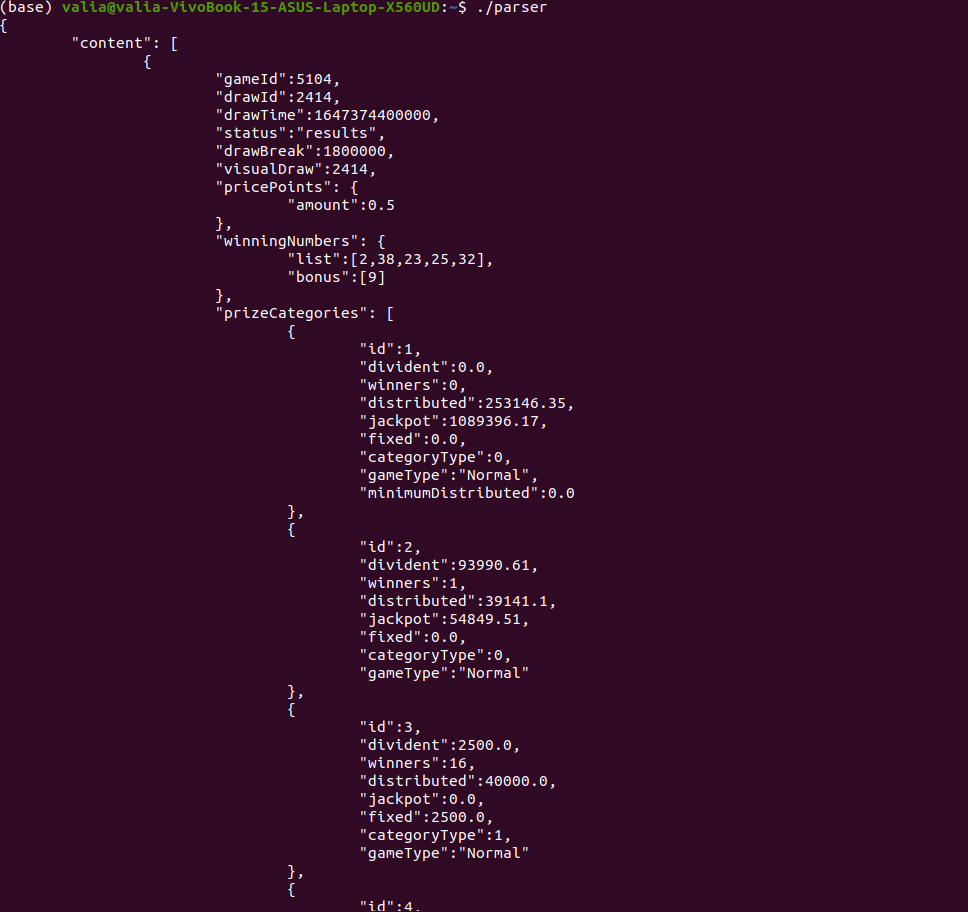 (base) valia@valia-VivoBook-15-ASUS-Laptop-X560UD:~$ ./parser
{
"content": [
{
"gameId":5104,
"drawId":2414,
"drawTime":1647374400000,
"status":"results",
"drawBreak":1800000,
"visualDraw":2414,
"pricePoints": {
"amount":0.5
},
"winningNumbers": {
"list":[2,38,23,25,32],
"bonus":[9]
},
"prizeCategories": [
{
"id":1,
"divident":0.0,
"winners":0,
"distributed":253146.35,
"jackpot":1089396.17,
"fixed":0.0,
"categoryType":0,
"gameType":"Normal",
"minimumDistributed":0.0
},
{
"id":2,
"divident":93990.61,
"winners":1,
"distributed":39141.1,
"jackpot":54849.51,
"fixed":0.0,
"categoryType":0,
"gameType":"Normal"
},
{
"id":3,
"divident":2500.0,
"winners":16,
"distributed":40000.0,
"jackpot":0.0,
"fixed":2500.0,
"categoryType":1,
"gameType":"Normal"
},
{
"id":4,